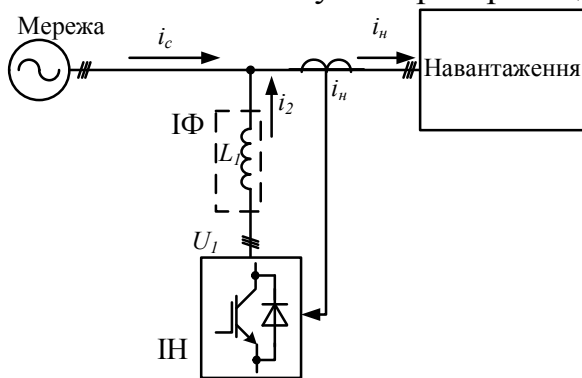 Мережа
i_c
i_н
Навантаження
i_2
i_н
ІФ
L_1
U_1
ІН